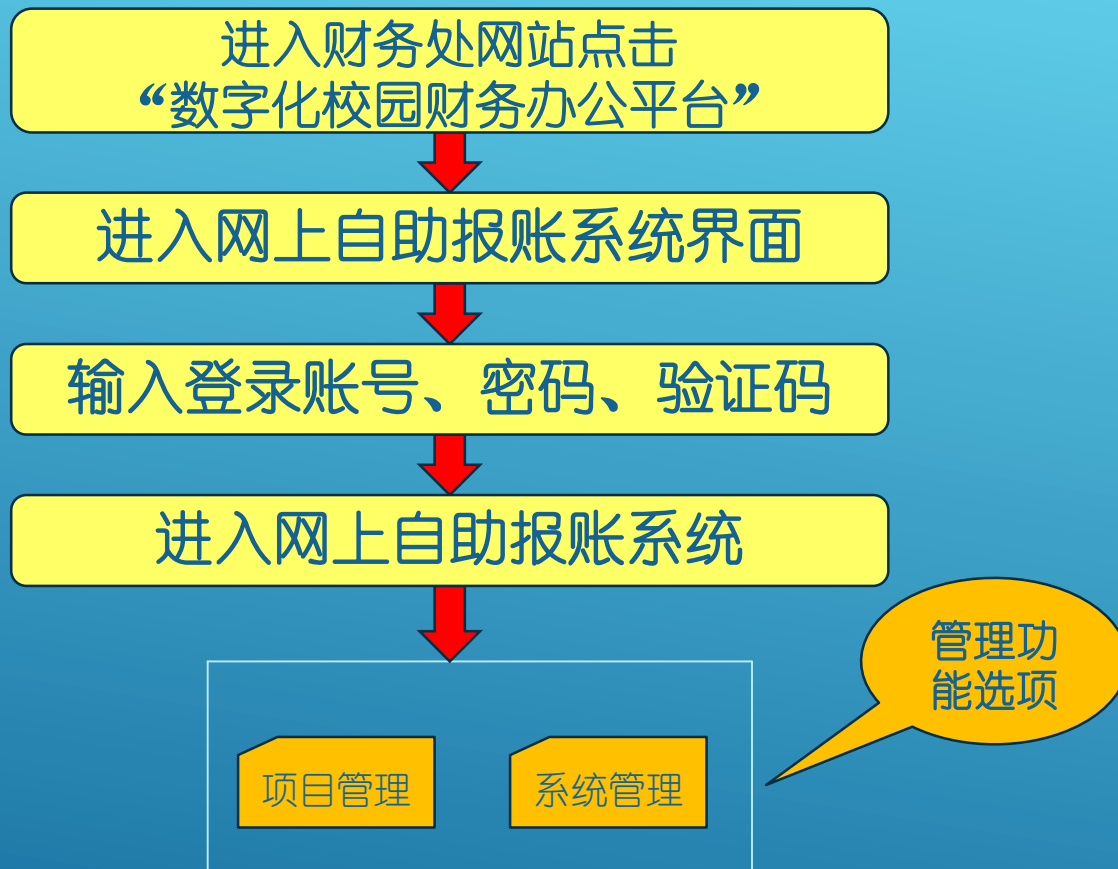 进入财务处网站点击
“数字化校园财务办公平台”
进入网上自助报账系统界面
输入登录账号、密码、验证码
进入网上自助报账系统
管理功
能选项
项目管理
系统管理